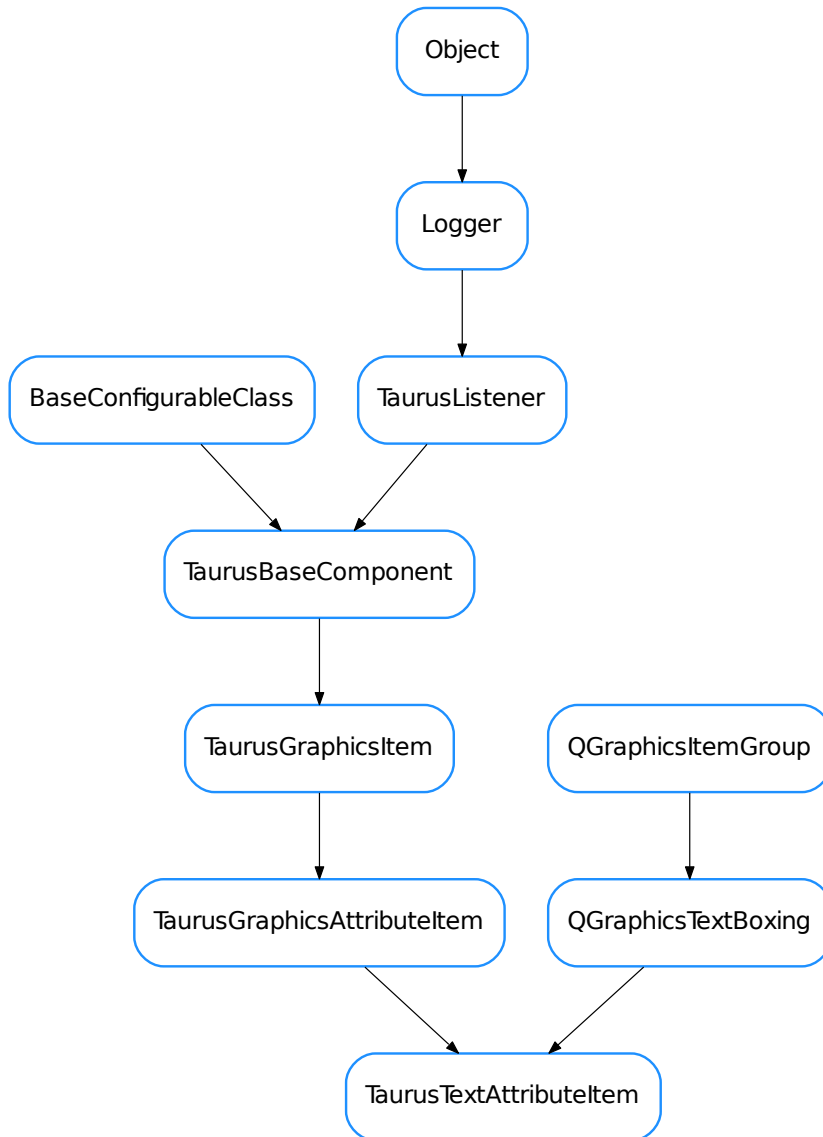 Object
Logger
BaseConfigurableClass
TaurusListener
TaurusBaseComponent
TaurusGraphicsItem
QGraphicsItemGroup
TaurusGraphicsAttributeItem
QGraphicsTextBoxing
TaurusTextAttributeItem